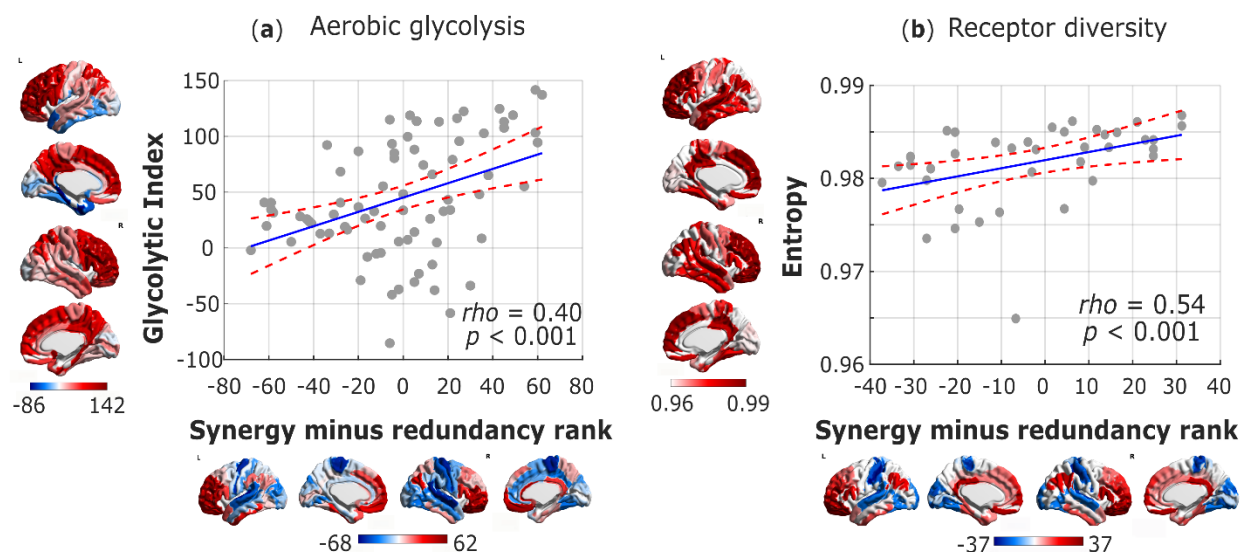 (a) Aerobic glycolysis
L
R
-86 142
Glycolytic Index
150
100
50
0
-50
-100
-80 -60 -40 -20 0 20 40 60 80
rho = 0.40
p < 0.001
Synergy minus redundancy rank
L R
-68 62
(b) Receptor diversity
L
R
0.96 0.99
Entropy
0.99
0.98
0.97
0.96
-40 -30 -20 -10 0 10 20 30 40
rho = 0.54
p < 0.001
Synergy minus redundancy rank
L R
-37 37